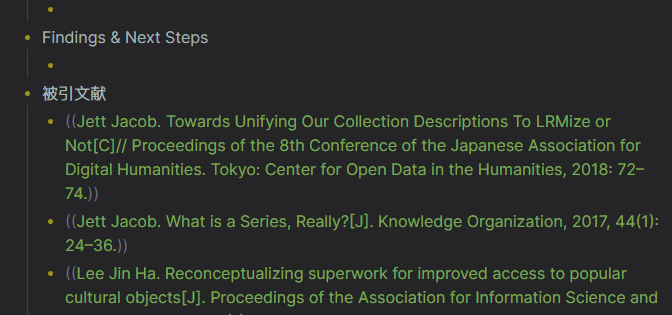 Findings & Next Steps
被引文献
((Jett Jacob. Towards Unifying Our Collection Descriptions To LRMize or
Not[C]// Proceedings of the 8th Conference of the Japanese Association for
Digital Humanities. Tokyo: Center for Open Data in the Humanities, 2018: 72–
74.))
((Jett Jacob. What is a Series, Really?[J]. Knowledge Organization, 2017, 44(1):
24–36.))
((Lee Jin Ha. Reconceptualizing superwork for improved access to popular
cultural objects[J]. Proceedings of the Association for Information Science and